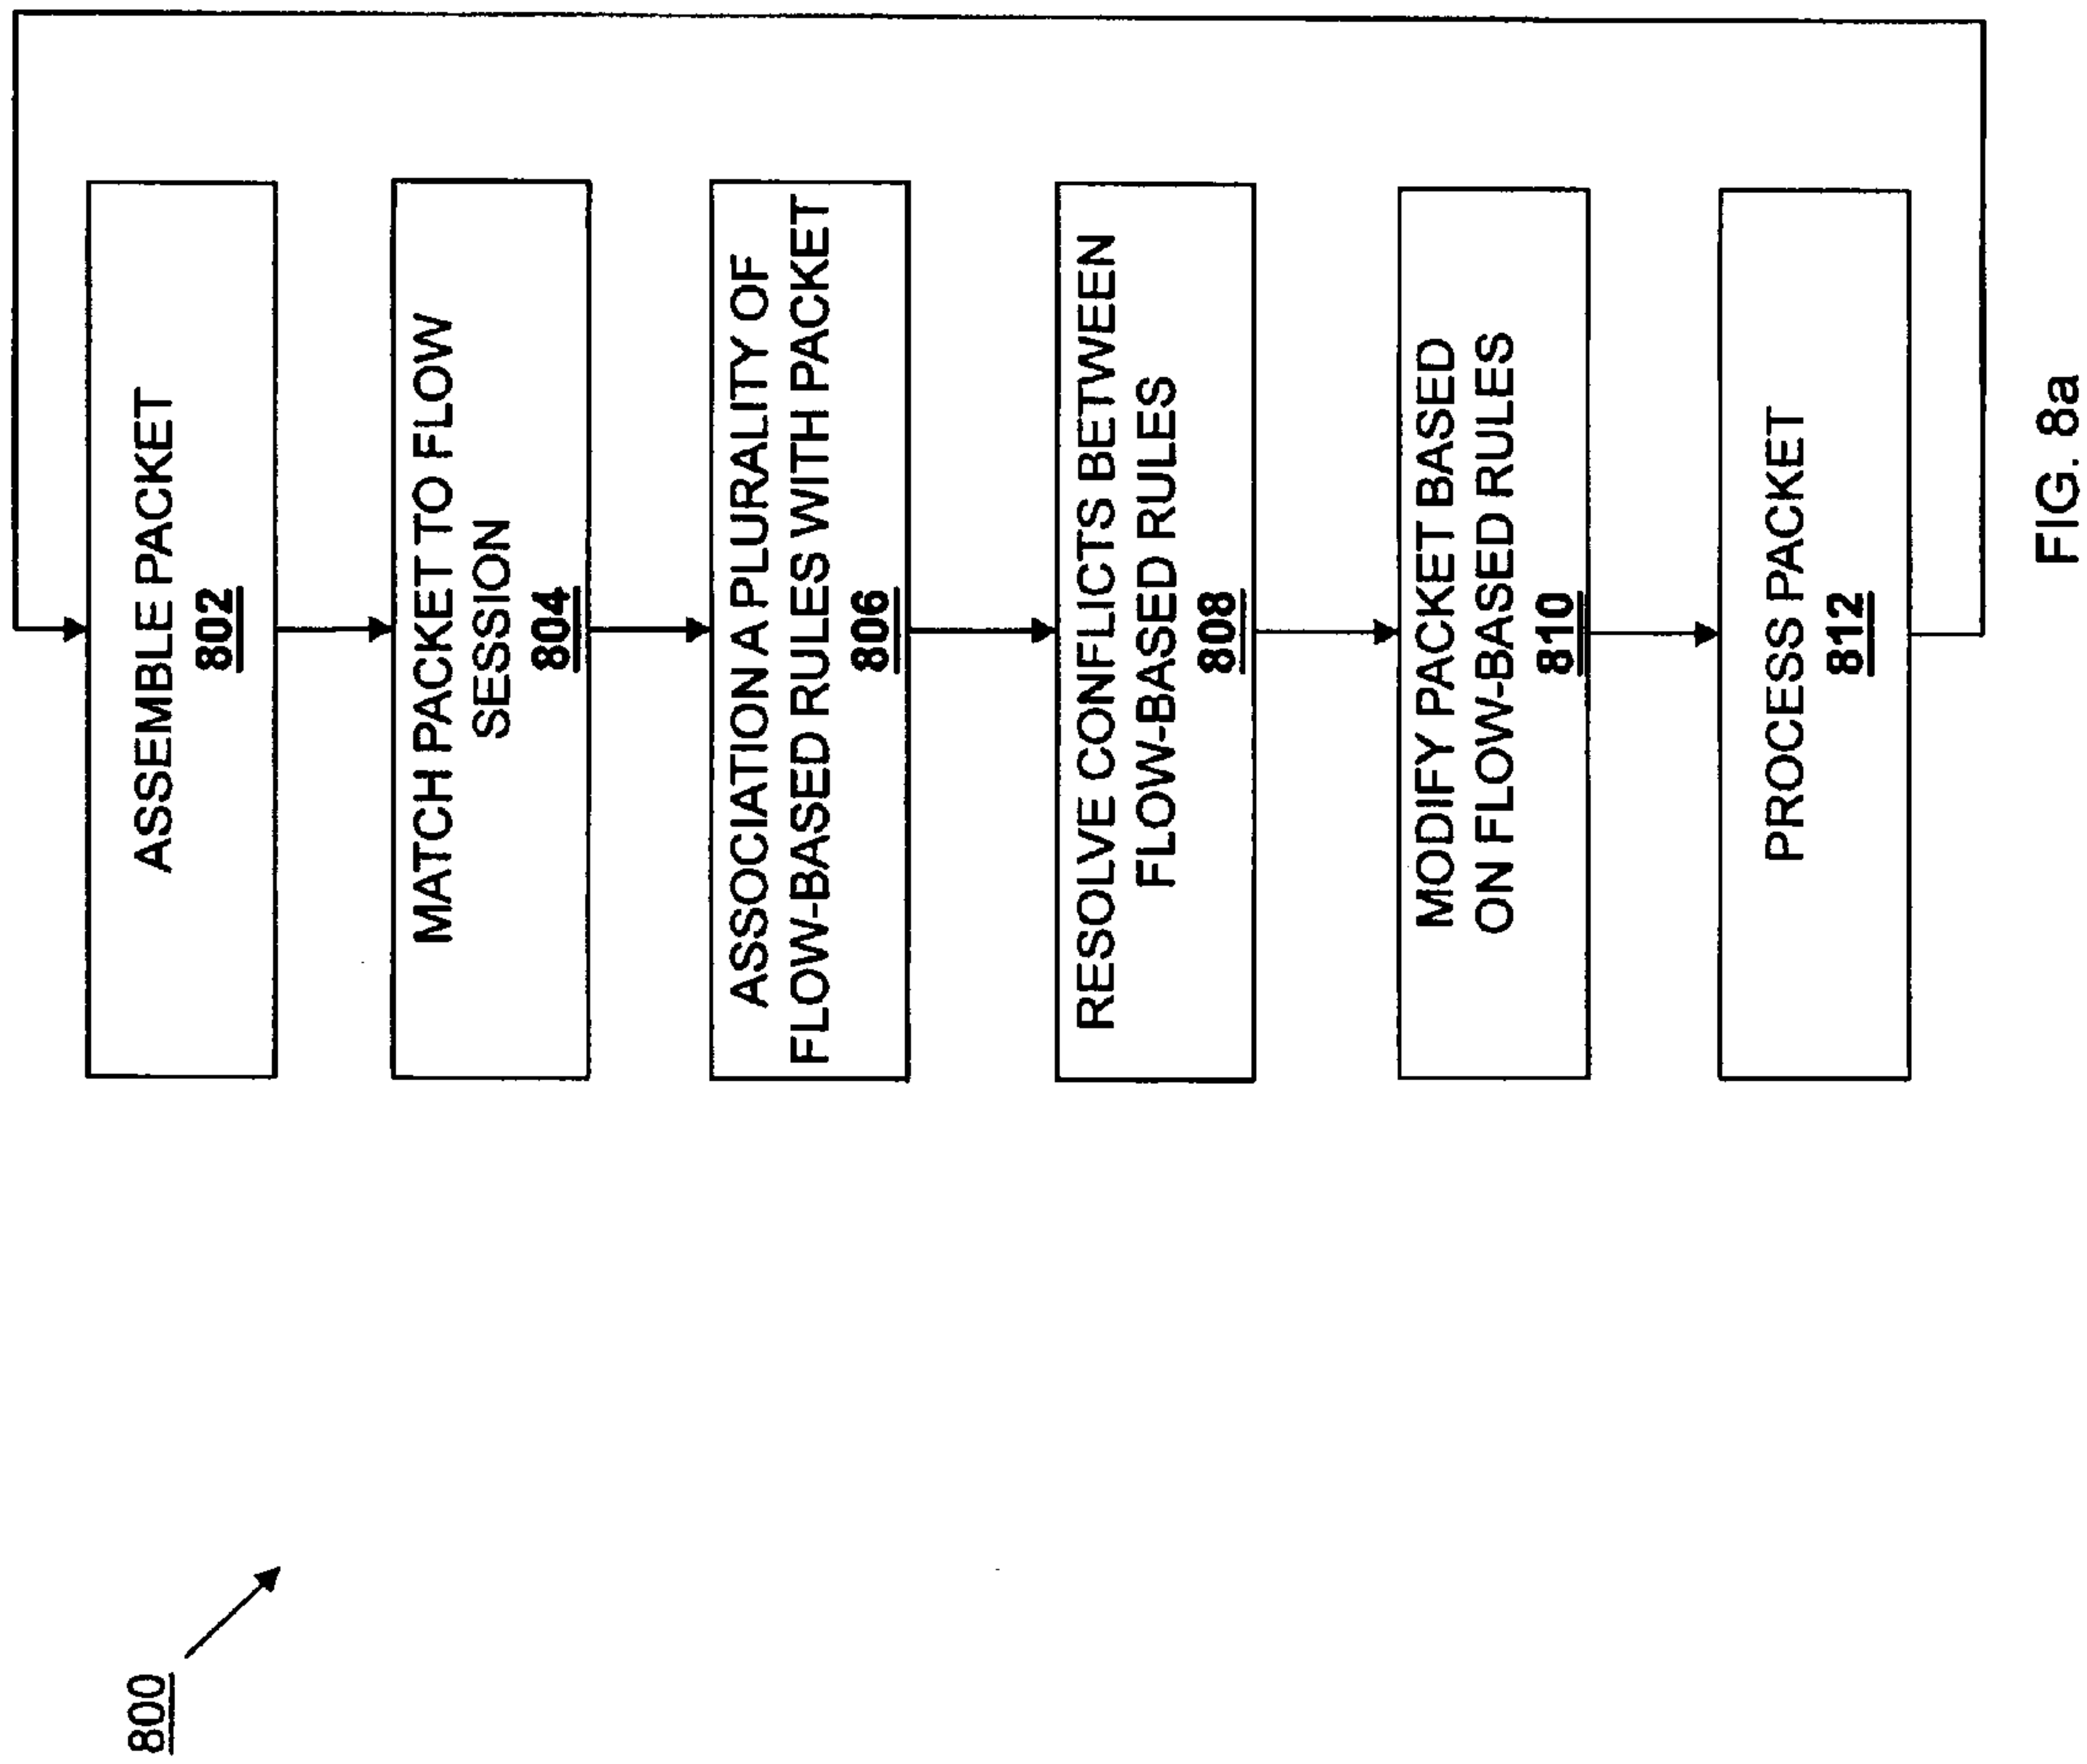 800
ASSEMBLE PACKET
802
MATCH PACKET TO FLOW
SESSION
804
ASSOCIATION A PLURALITY OF
FLOW-BASED RULES WITH PACKET
806
RESOLVE CONFLICTS BETWEEN
FLOW-BASED RULES
808
MODIFY PACKET BASED
ON FLOW-BASED RULES
810
PROCESS PACKET
812
FIG. 8a